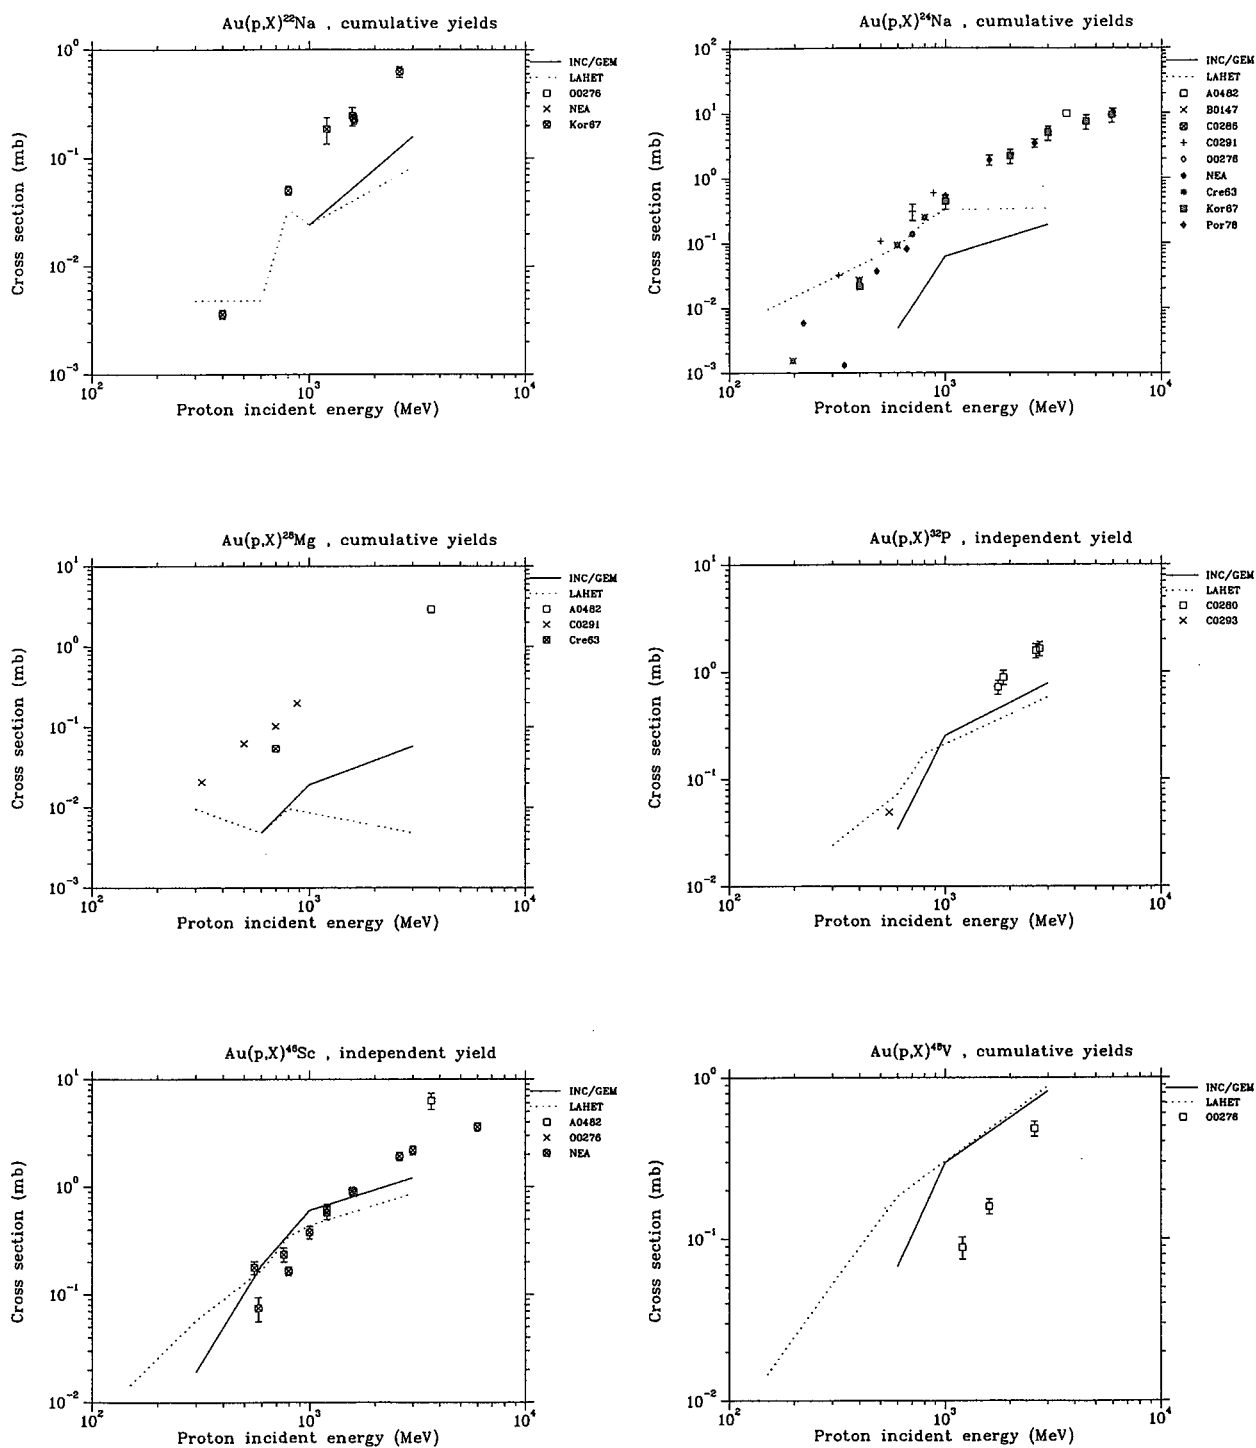 Au(p,X)²²Na , cumulative yields
Cross section (mb)
10⁰
10⁻¹
10⁻²
10⁻³
10² 10³ 10⁴
Proton incident energy (MeV)
INC/GEM
LAHET
O0276
NEA
Kor67
Au(p,X)²⁴Na , cumulative yields
Cross section (mb)
10²
10¹
10⁰
10⁻¹
10⁻²
10⁻³
10² 10³ 10⁴
Proton incident energy (MeV)
INC/GEM
LAHET
A0482
B0147
C0286
C0291
O0276
NEA
Cre63
Kor67
Por78
Au(p,X)²⁸Mg , cumulative yields
Cross section (mb)
10¹
10⁰
10⁻¹
10⁻²
10⁻³
10² 10³ 10⁴
Proton incident energy (MeV)
INC/GEM
LAHET
A0482
C0291
Cre63
Au(p,X)³²P , independent yield
Cross section (mb)
10¹
10⁰
10⁻¹
10⁻²
10² 10³ 10⁴
Proton incident energy (MeV)
INC/GEM
LAHET
C0280
C0293
Au(p,X)⁴⁶Sc , independent yield
Cross section (mb)
10¹
10⁰
10⁻¹
10⁻²
10² 10³ 10⁴
Proton incident energy (MeV)
INC/GEM
LAHET
A0482
O0276
NEA
Au(p,X)⁴⁸V , cumulative yields
Cross section (mb)
10⁰
10⁻¹
10⁻²
10² 10³ 10⁴
Proton incident energy (MeV)
INC/GEM
LAHET
O0276